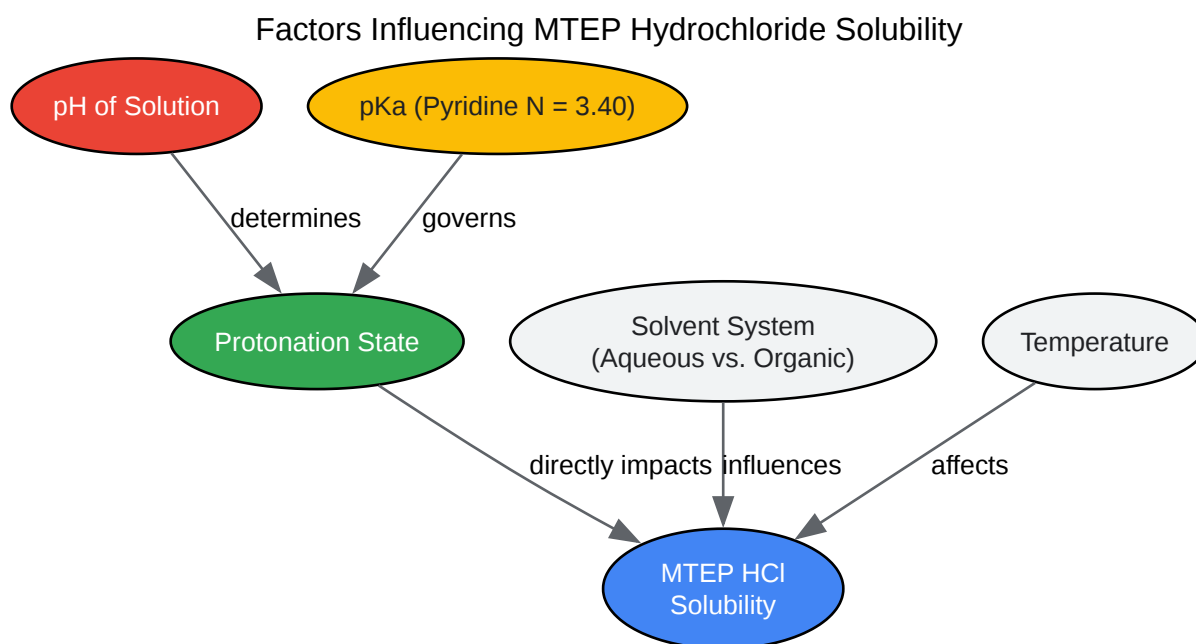 Factors Influencing MTEP Hydrochloride Solubility
pH of Solution
pKa (Pyridine N = 3.40)
determines
governs
Protonation State
Solvent System
(Aqueous vs. Organic)
Temperature
directly impacts
influences
affects
MTEP HCl
Solubility